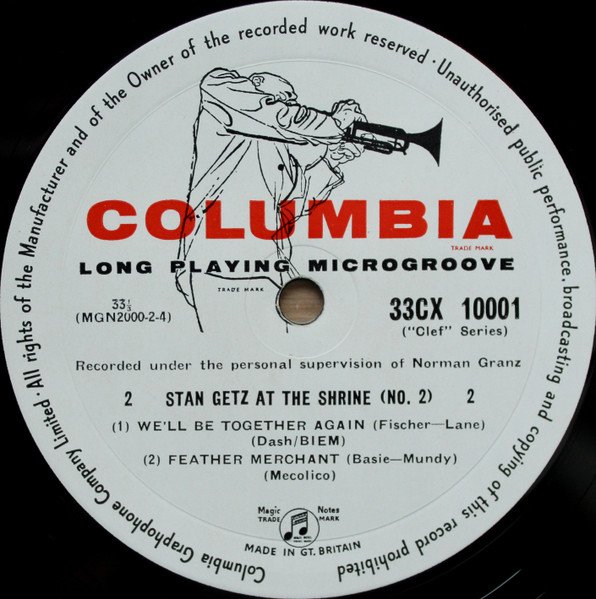 Columbia Graphophone Company Limited · All rights of the Manufacturer and of the Owner of the recorded work reserved · Unauthorised public performance, broadcasting and copying of this record prohibited
COLUMBIA
TRADE MARK
LONG PLAYING MICROGROOVE
TRADE MARK
33⅓
(MGN2000-2-4)
33CX 10001
("Clef" Series)
Recorded under the personal supervision of Norman Granz
2 STAN GETZ AT THE SHRINE (NO. 2) 2
(1) WE'LL BE TOGETHER AGAIN (Fischer—Lane)
(Dash/BIEM)
(2) FEATHER MERCHANT (Basie—Mundy)
(Mecolico)
Magic Notes
TRADE MARK
MADE IN GT. BRITAIN